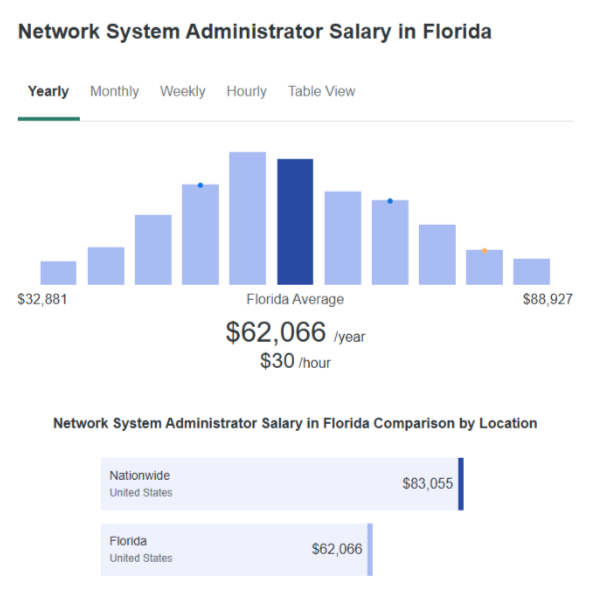 Network System Administrator Salary in Florida
Yearly Monthly Weekly Hourly Table View
$32,881 Florida Average $88,927
$62,066 /year
$30 /hour
Network System Administrator Salary in Florida Comparison by Location
Nationwide
United States
$83,055
Florida
United States
$62,066